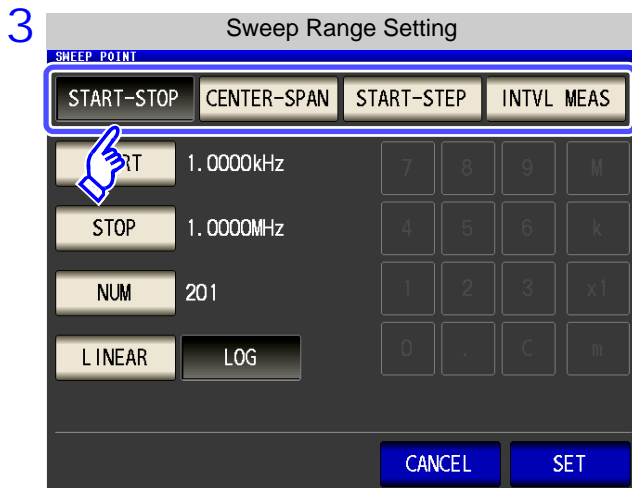 3
Sweep Range Setting
SWEEP POINT
START-STOP CENTER-SPAN START-STEP INTVL MEAS
1.0000kHz 7 8 9 M
STOP 1.0000MHz 4 5 6 k
NUM 201 1 2 3 x1
LINEAR LOG 0 . C m
CANCEL SET